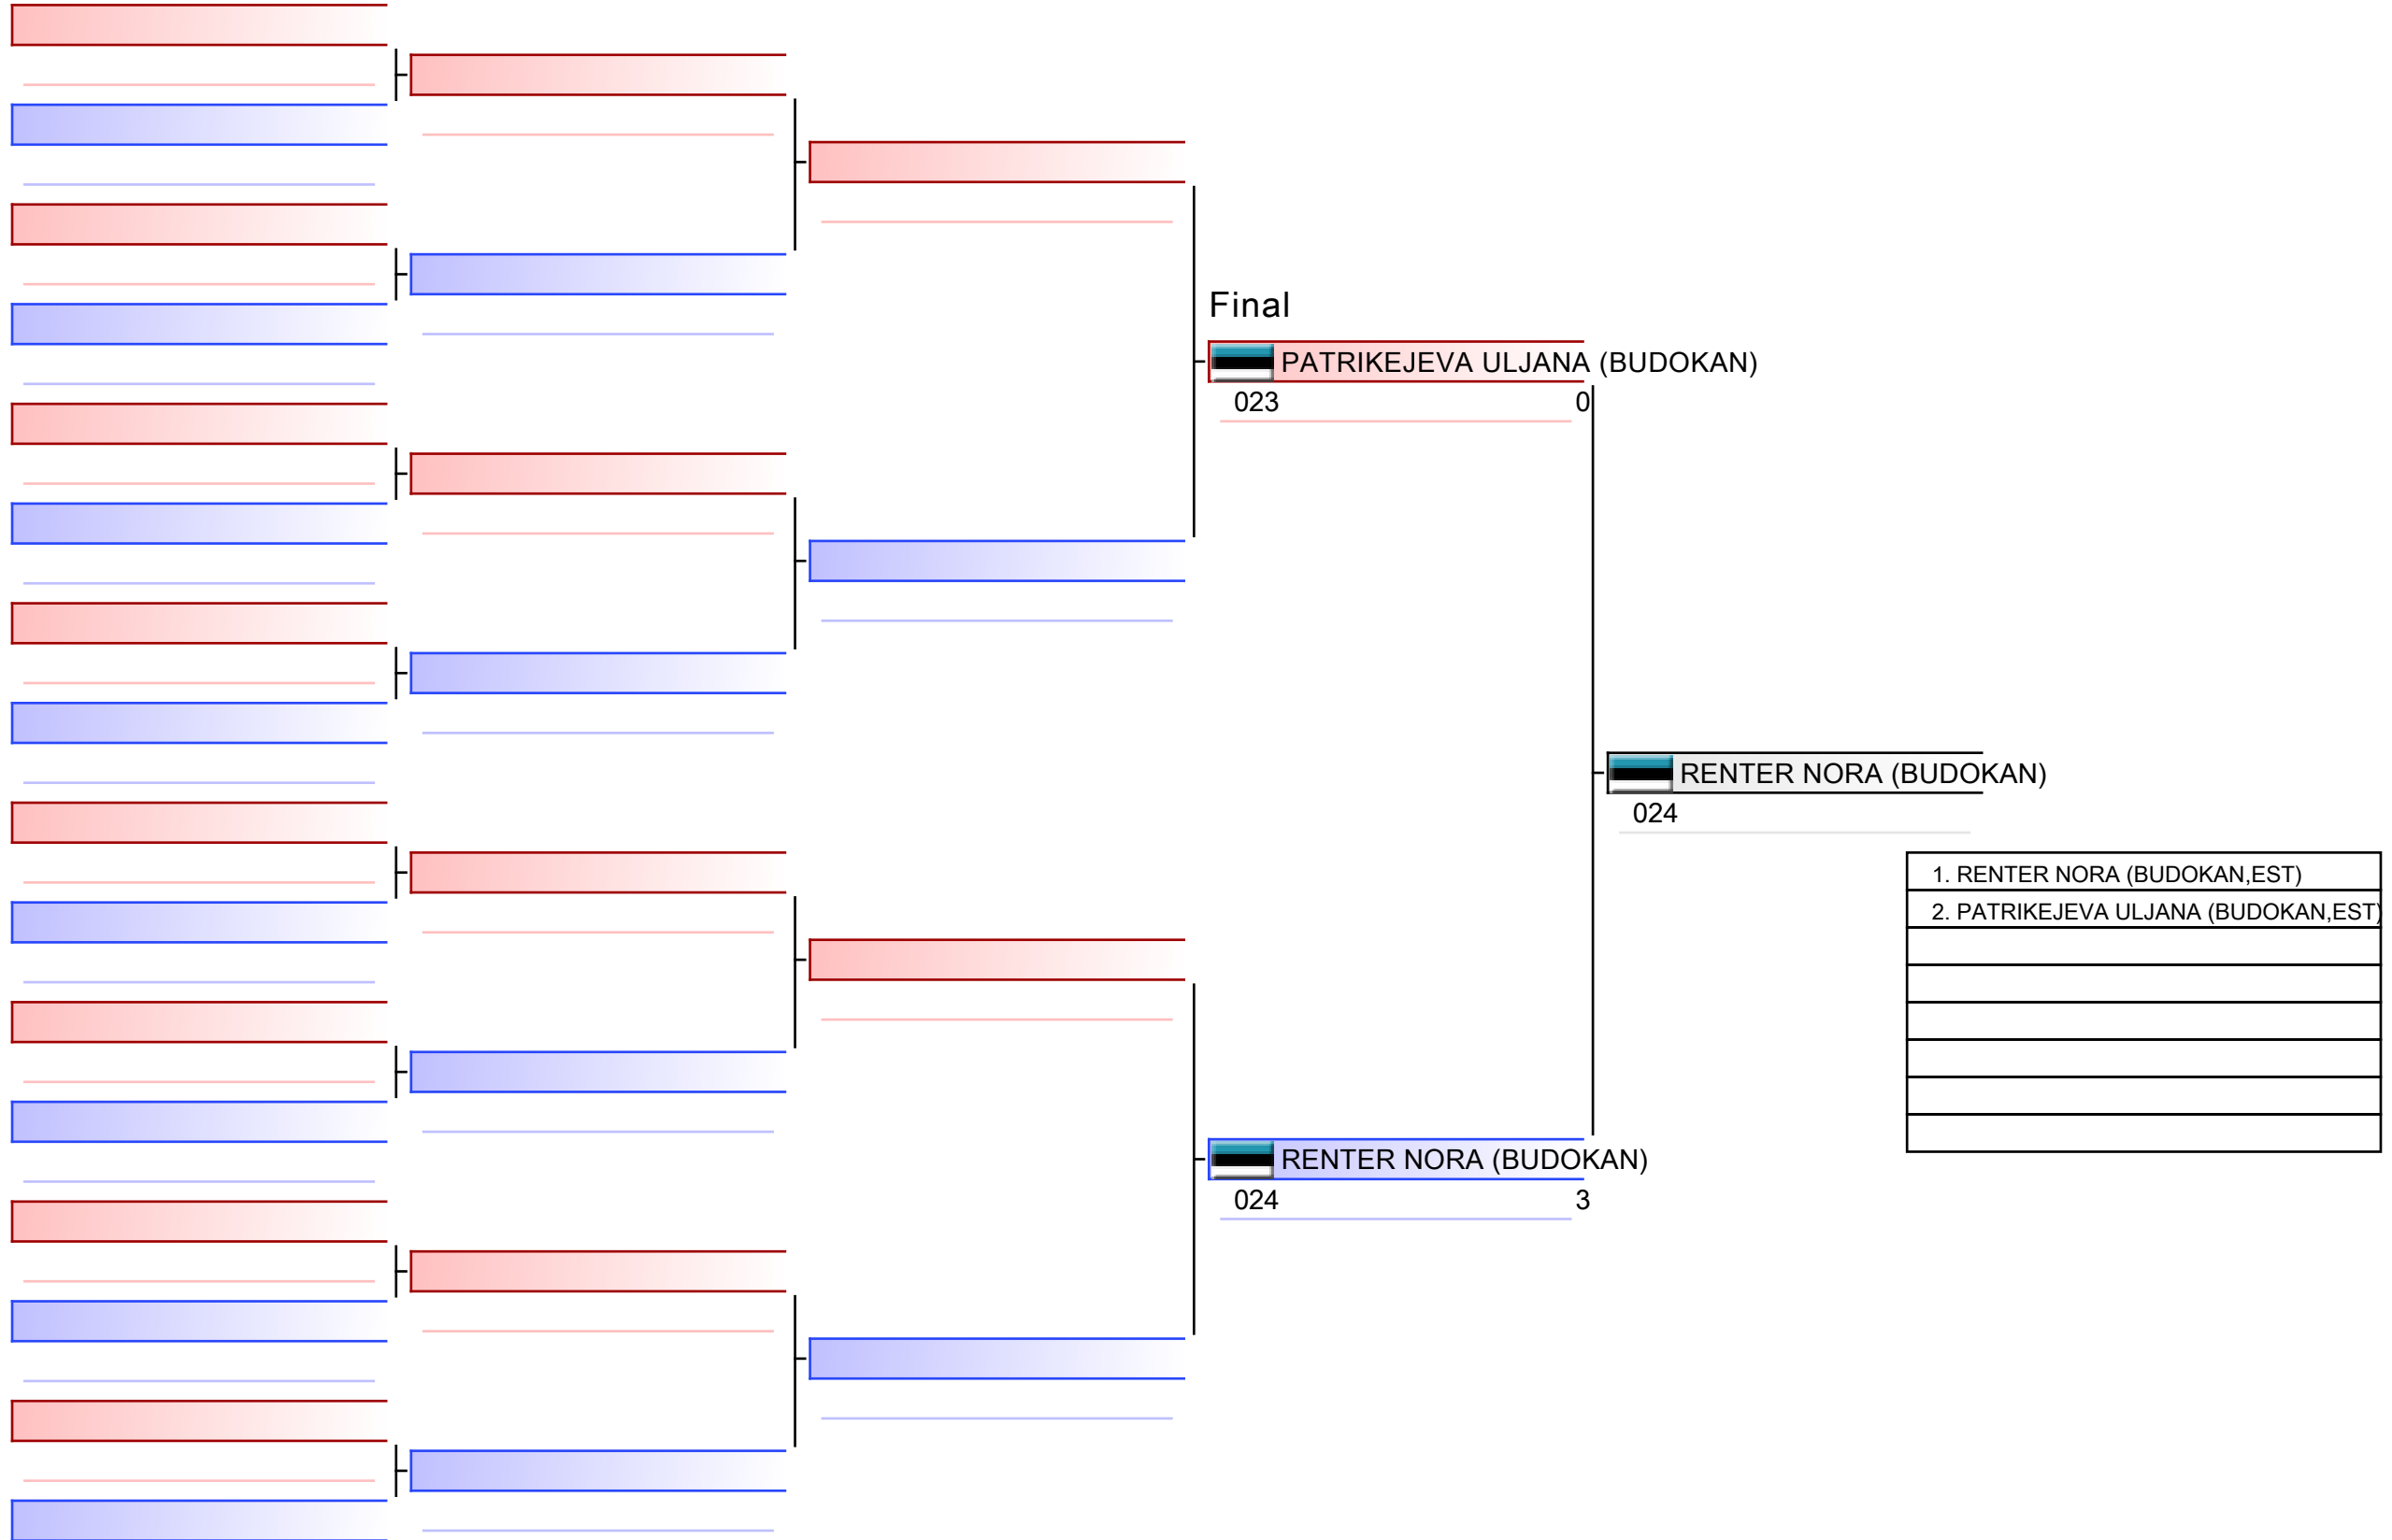 Final
PATRIKEJEVA ULJANA (BUDOKAN)
023 0
RENTER NORA (BUDOKAN)
024
1. RENTER NORA (BUDOKAN,EST)
2. PATRIKEJEVA ULJANA (BUDOKAN,EST)
RENTER NORA (BUDOKAN)
024 3